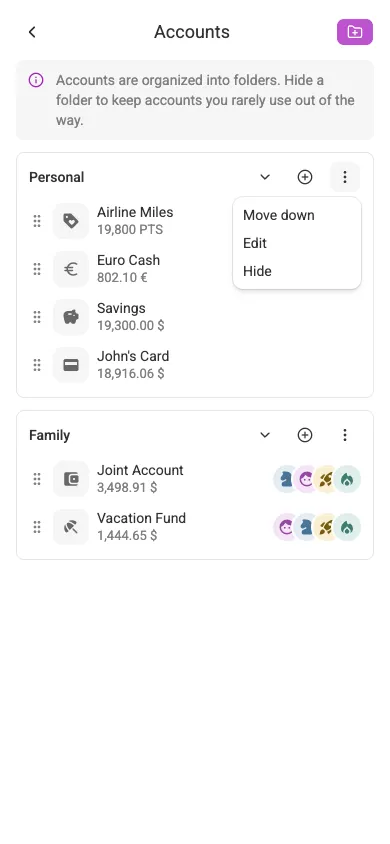 Accounts
Accounts are organized into folders. Hide a
folder to keep accounts you rarely use out of the
way.
Personal
Move down
Edit
Hide
Airline Miles
19,800 PTS
Euro Cash
802.10 €
Savings
19,300.00 $
John's Card
18,916.06 $
Family
Joint Account
3,498.91 $
Vacation Fund
1,444.65 $